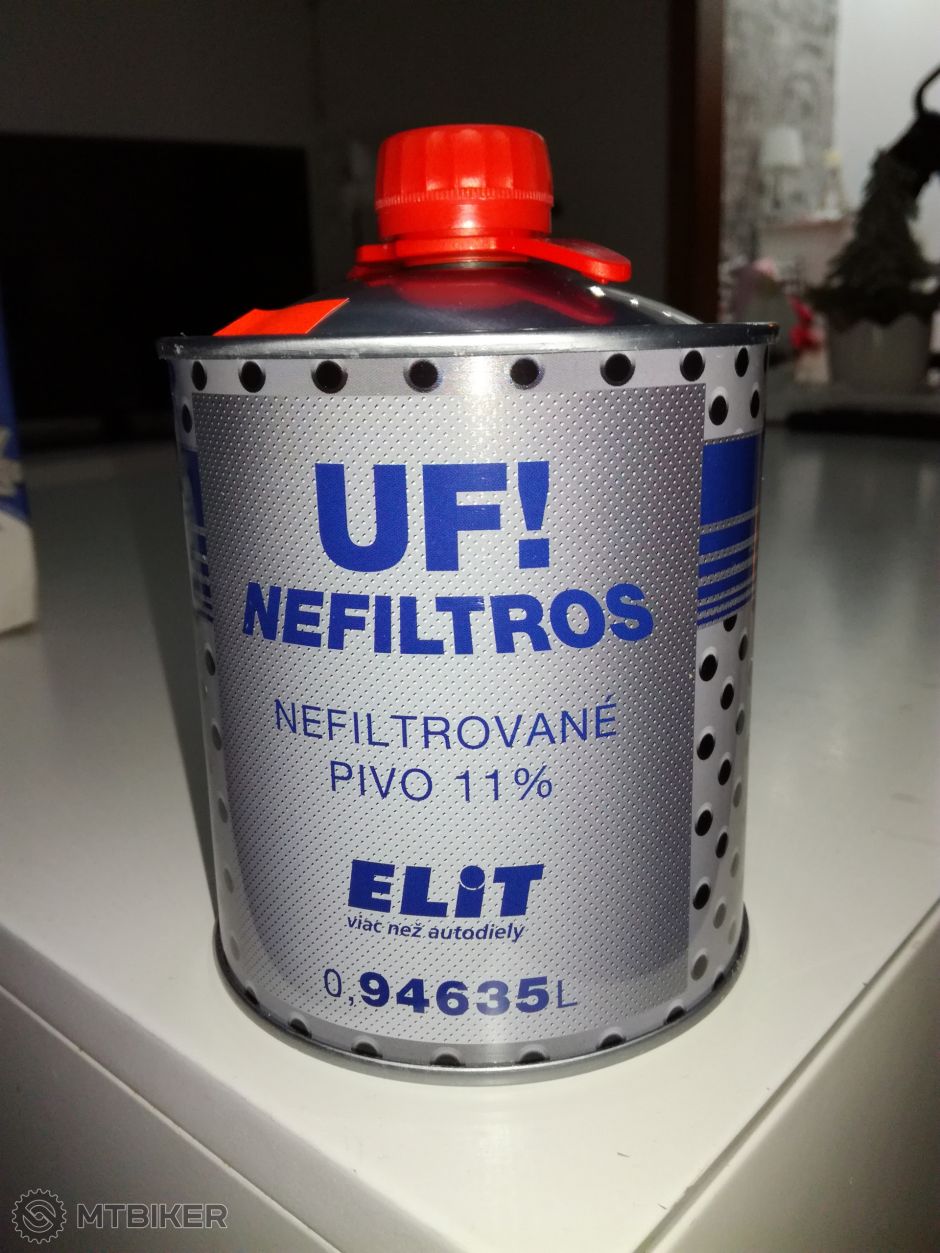 UF!
NEFILTROS
NEFILTROVANÉ
PIVO 11%
ELiT
viac než autodiely
0,94635L
MTBIKER